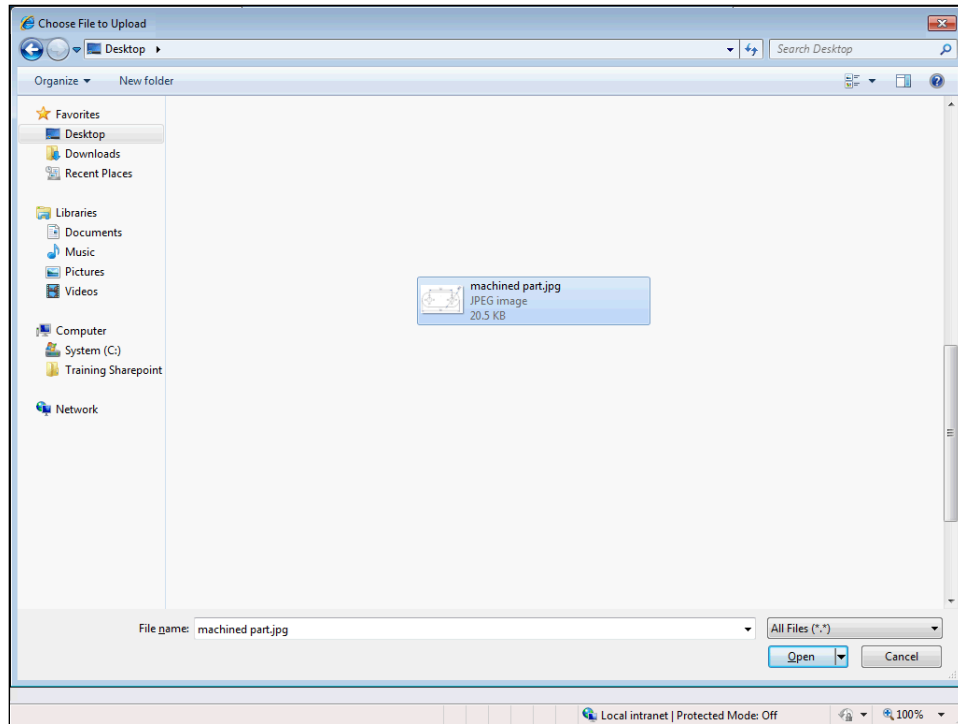 Choose File to Upload
Desktop
Search Desktop
Organize
New folder
Favorites
Desktop
Downloads
Recent Places
Libraries
Documents
Music
Pictures
Videos
Computer
System (C:)
Training Sharepoint
Network
machined part.jpg
JPEG image
20.5 KB
File name: machined part.jpg
All Files (*.*)
Open
Cancel
Local intranet | Protected Mode: Off
100%